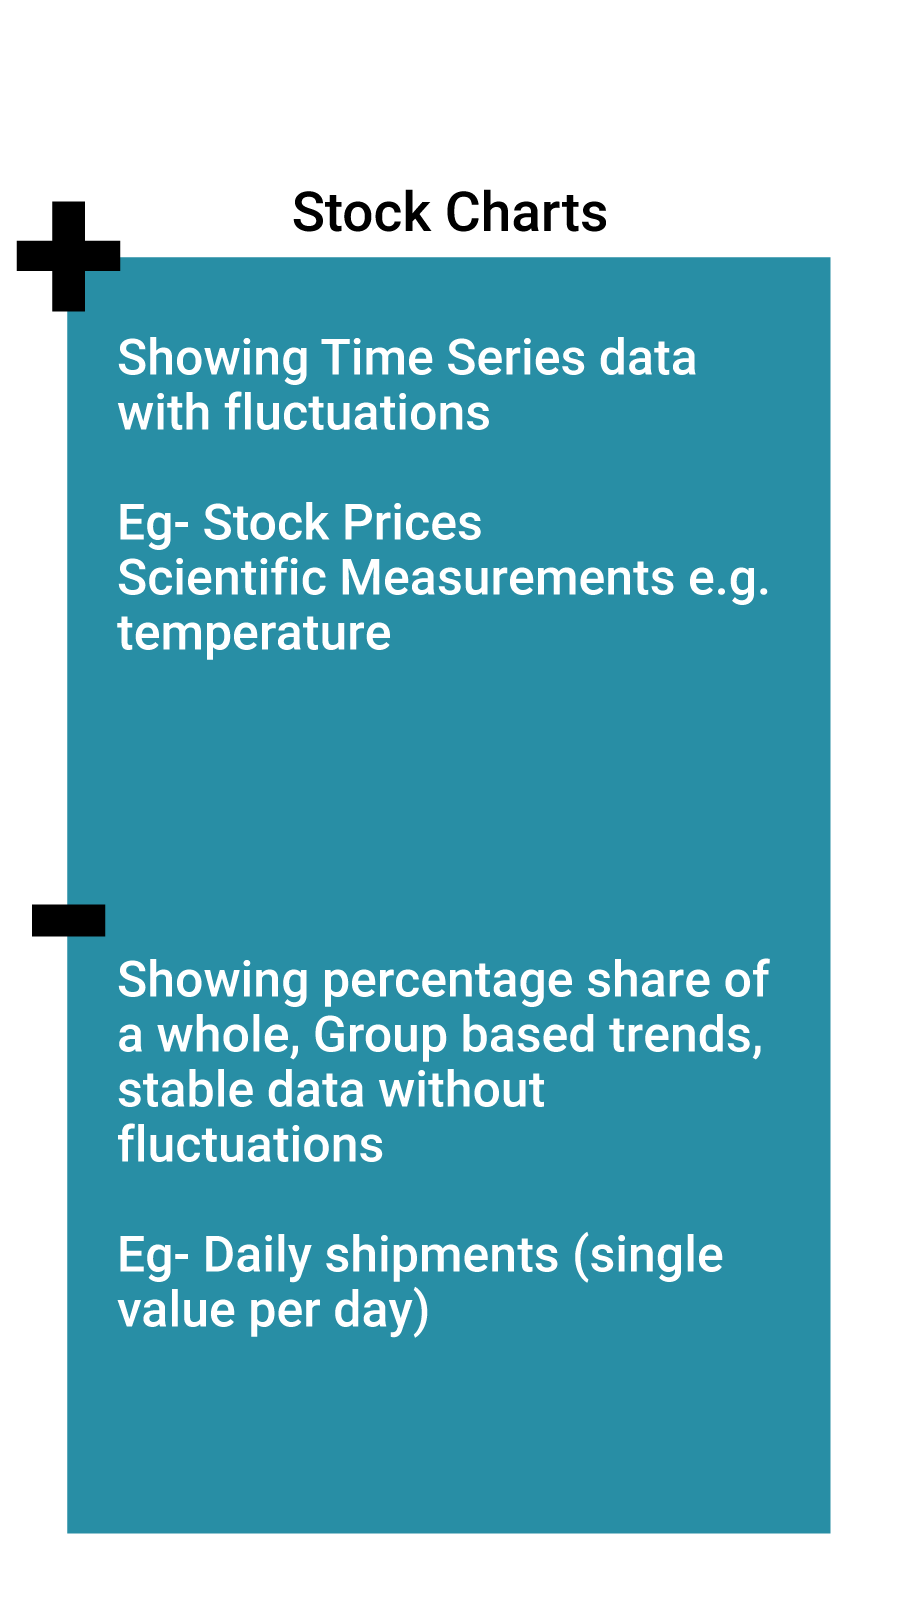 Stock Charts
Showing Time Series data
with fluctuations
Eg- Stock Prices
Scientific Measurements e.g.
temperature
Showing percentage share of
a whole, Group based trends,
stable data without
fluctuations
Eg- Daily shipments (single
value per day)